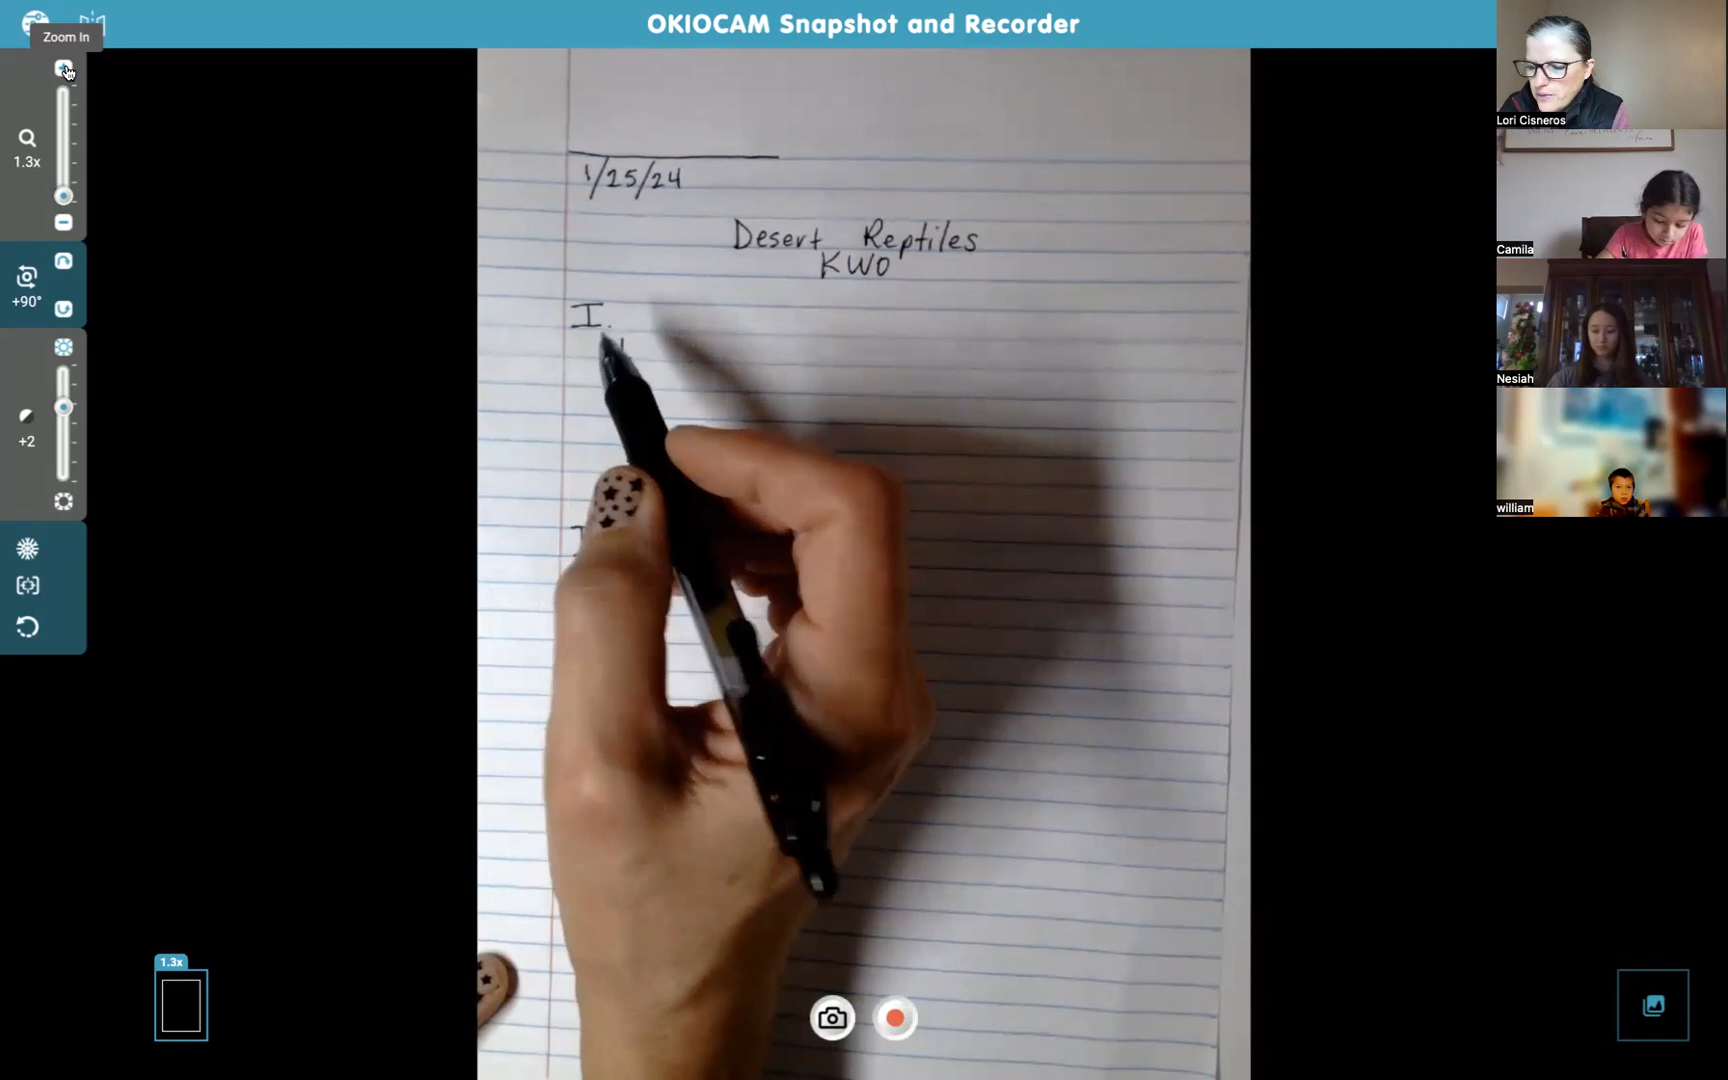 OKIOCAM Snapshot and Recorder
Zoom In
1.3x
+90°
+2
1/25/24
Desert Reptiles
KWO
I.
1.3x
Lori Cisneros
Camila
Nesiah
william